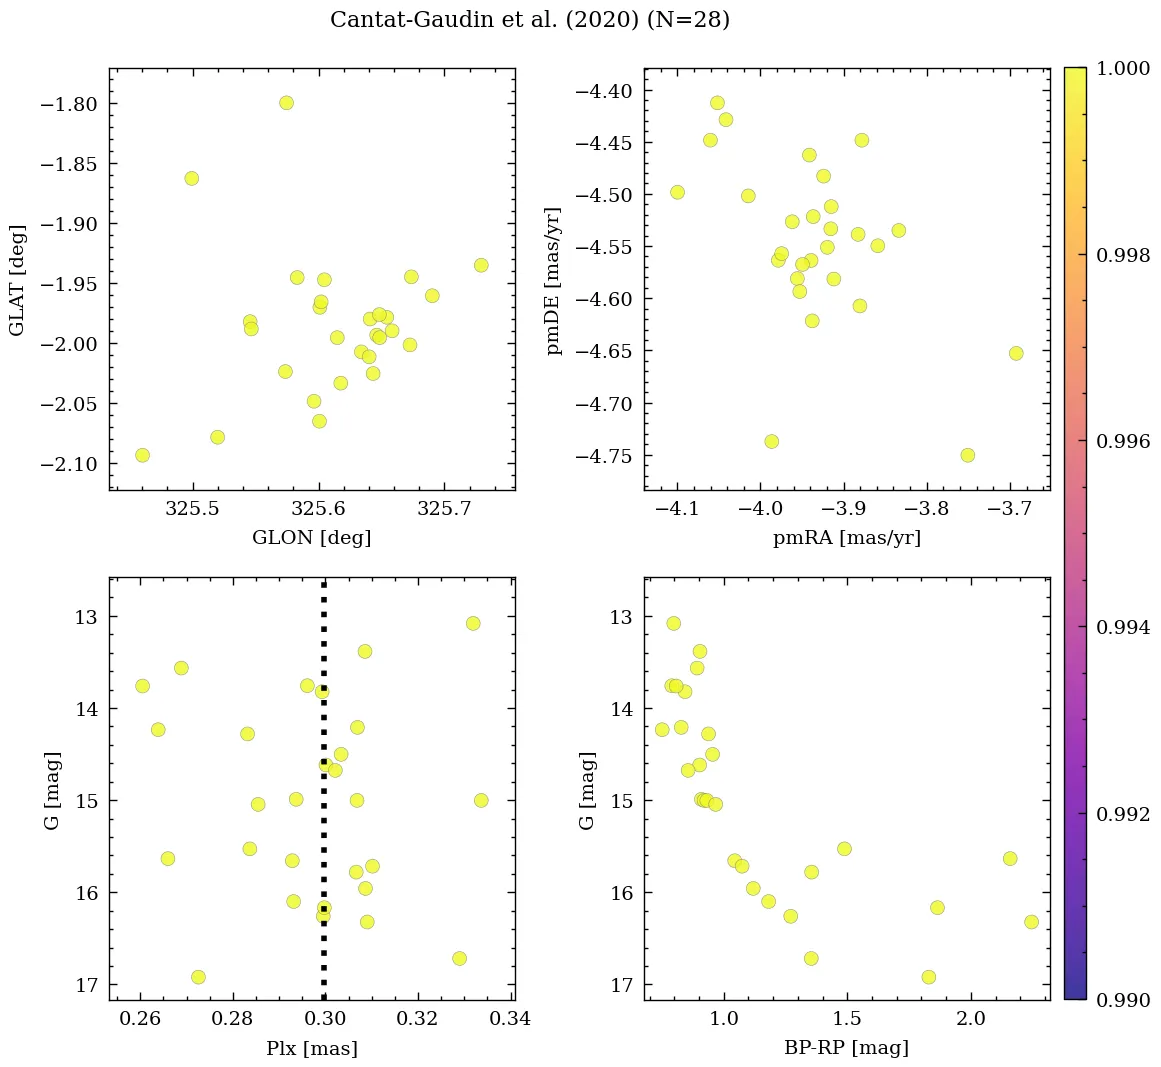 Cantat-Gaudin et al. (2020) (N=28)
−1.80
−1.85
−1.90
−1.95
−2.00
−2.05
−2.10
GLAT [deg]
325.5 325.6 325.7
GLON [deg]
−4.40
−4.45
−4.50
−4.55
−4.60
−4.65
−4.70
−4.75
pmDE [mas/yr]
−4.1 −4.0 −3.9 −3.8 −3.7
pmRA [mas/yr]
1.000
0.998
0.996
0.994
0.992
0.990
13
14
15
16
17
G [mag]
0.26 0.28 0.30 0.32 0.34
Plx [mas]
13
14
15
16
17
G [mag]
1.0 1.5 2.0
BP-RP [mag]